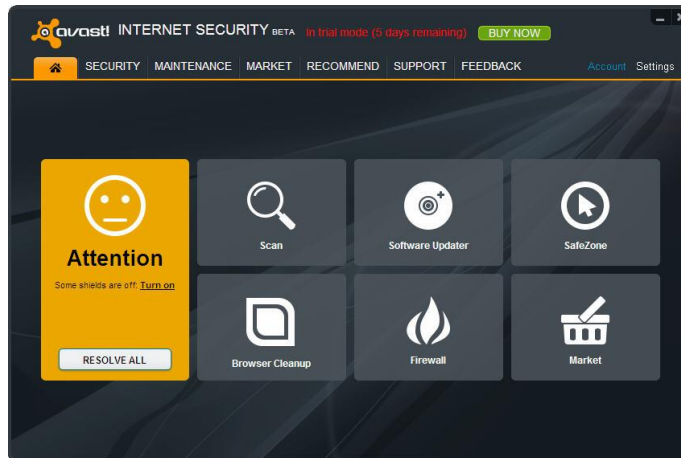 avast! INTERNET SECURITY BETA In trial mode (5 days remaining) BUY NOW
SECURITY MAINTENANCE MARKET RECOMMEND SUPPORT FEEDBACK Account Settings
Attention
Some shields are off: Turn on
RESOLVE ALL
Scan
Software Updater
SafeZone
Browser Cleanup
Firewall
Market